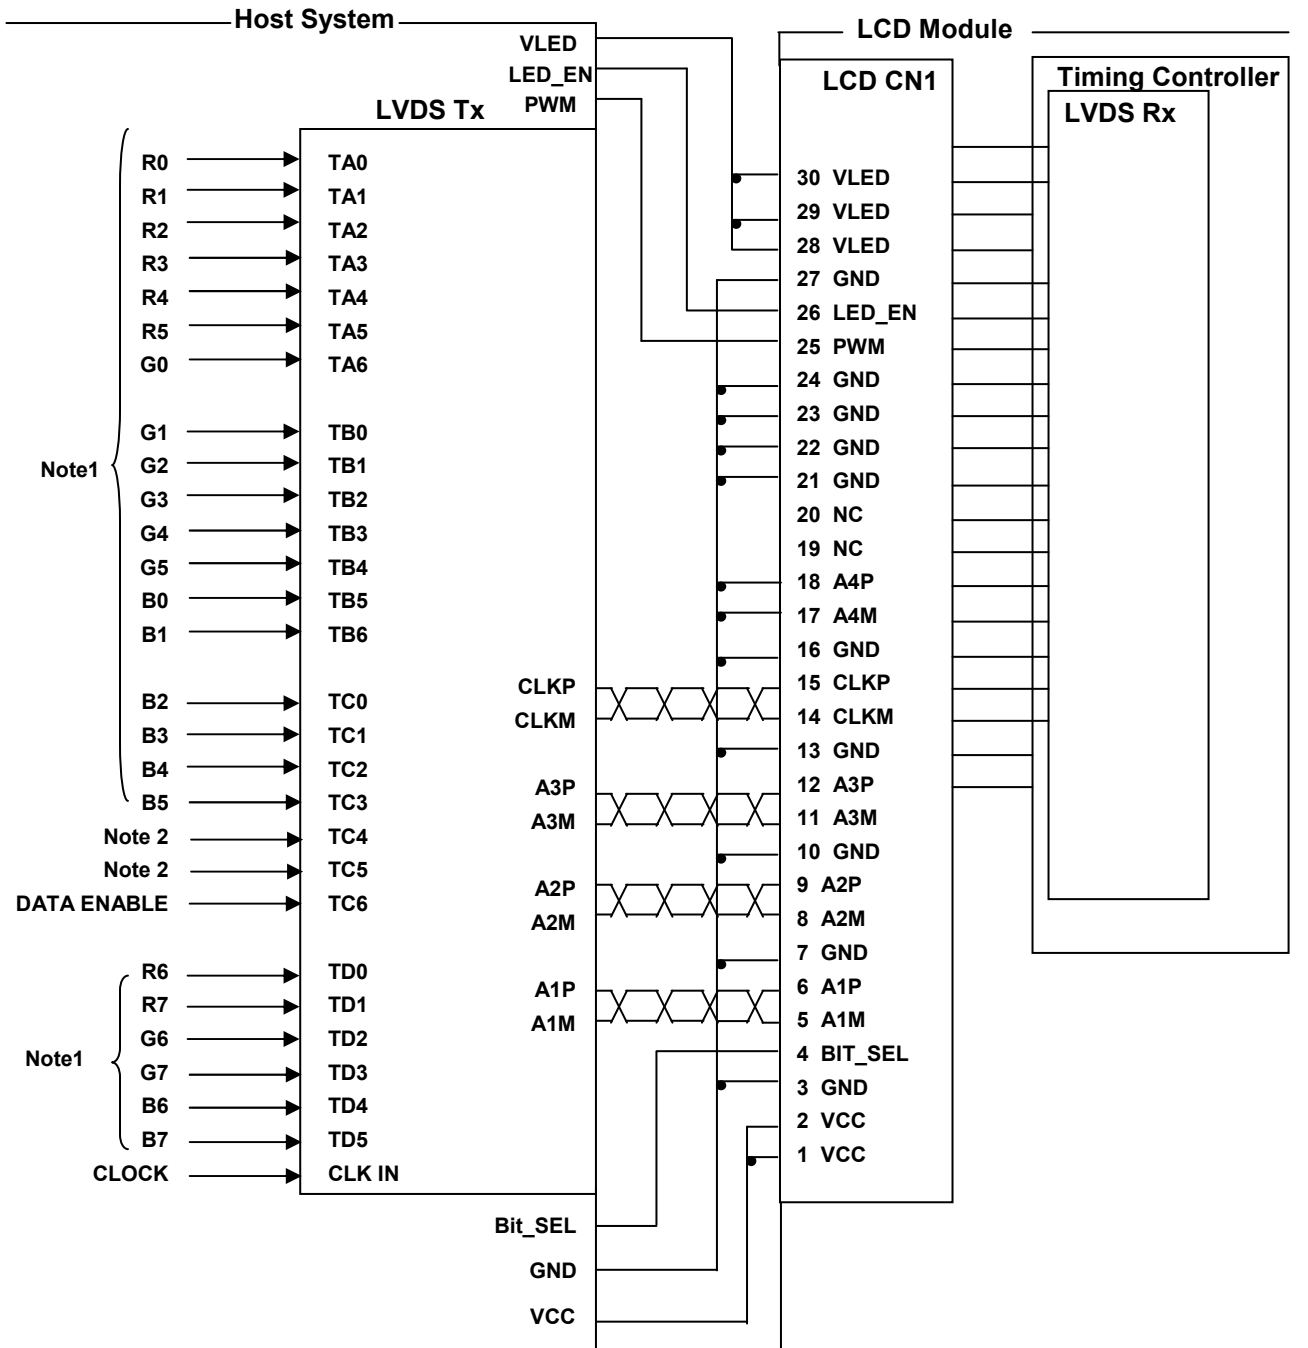 Host System
LCD Module
VLED
LED_EN
PWM
LVDS Tx
LCD CN1
Timing Controller
LVDS Rx
R0 TA0
R1 TA1
R2 TA2
R3 TA3
R4 TA4
R5 TA5
G0 TA6
G1 TB0
G2 TB1
Note1
G3 TB2
G4 TB3
G5 TB4
B0 TB5
B1 TB6
B2 TC0
B3 TC1
B4 TC2
B5 TC3
Note 2 TC4
Note 2 TC5
DATA ENABLE TC6
R6 TD0
R7 TD1
G6 TD2
Note1
G7 TD3
B6 TD4
B7 TD5
CLOCK CLK IN
CLKP
CLKM
A3P
A3M
A2P
A2M
A1P
A1M
Bit_SEL
GND
VCC
30 VLED
29 VLED
28 VLED
27 GND
26 LED_EN
25 PWM
24 GND
23 GND
22 GND
21 GND
20 NC
19 NC
18 A4P
17 A4M
16 GND
15 CLKP
14 CLKM
13 GND
12 A3P
11 A3M
10 GND
9 A2P
8 A2M
7 GND
6 A1P
5 A1M
4 BIT_SEL
3 GND
2 VCC
1 VCC